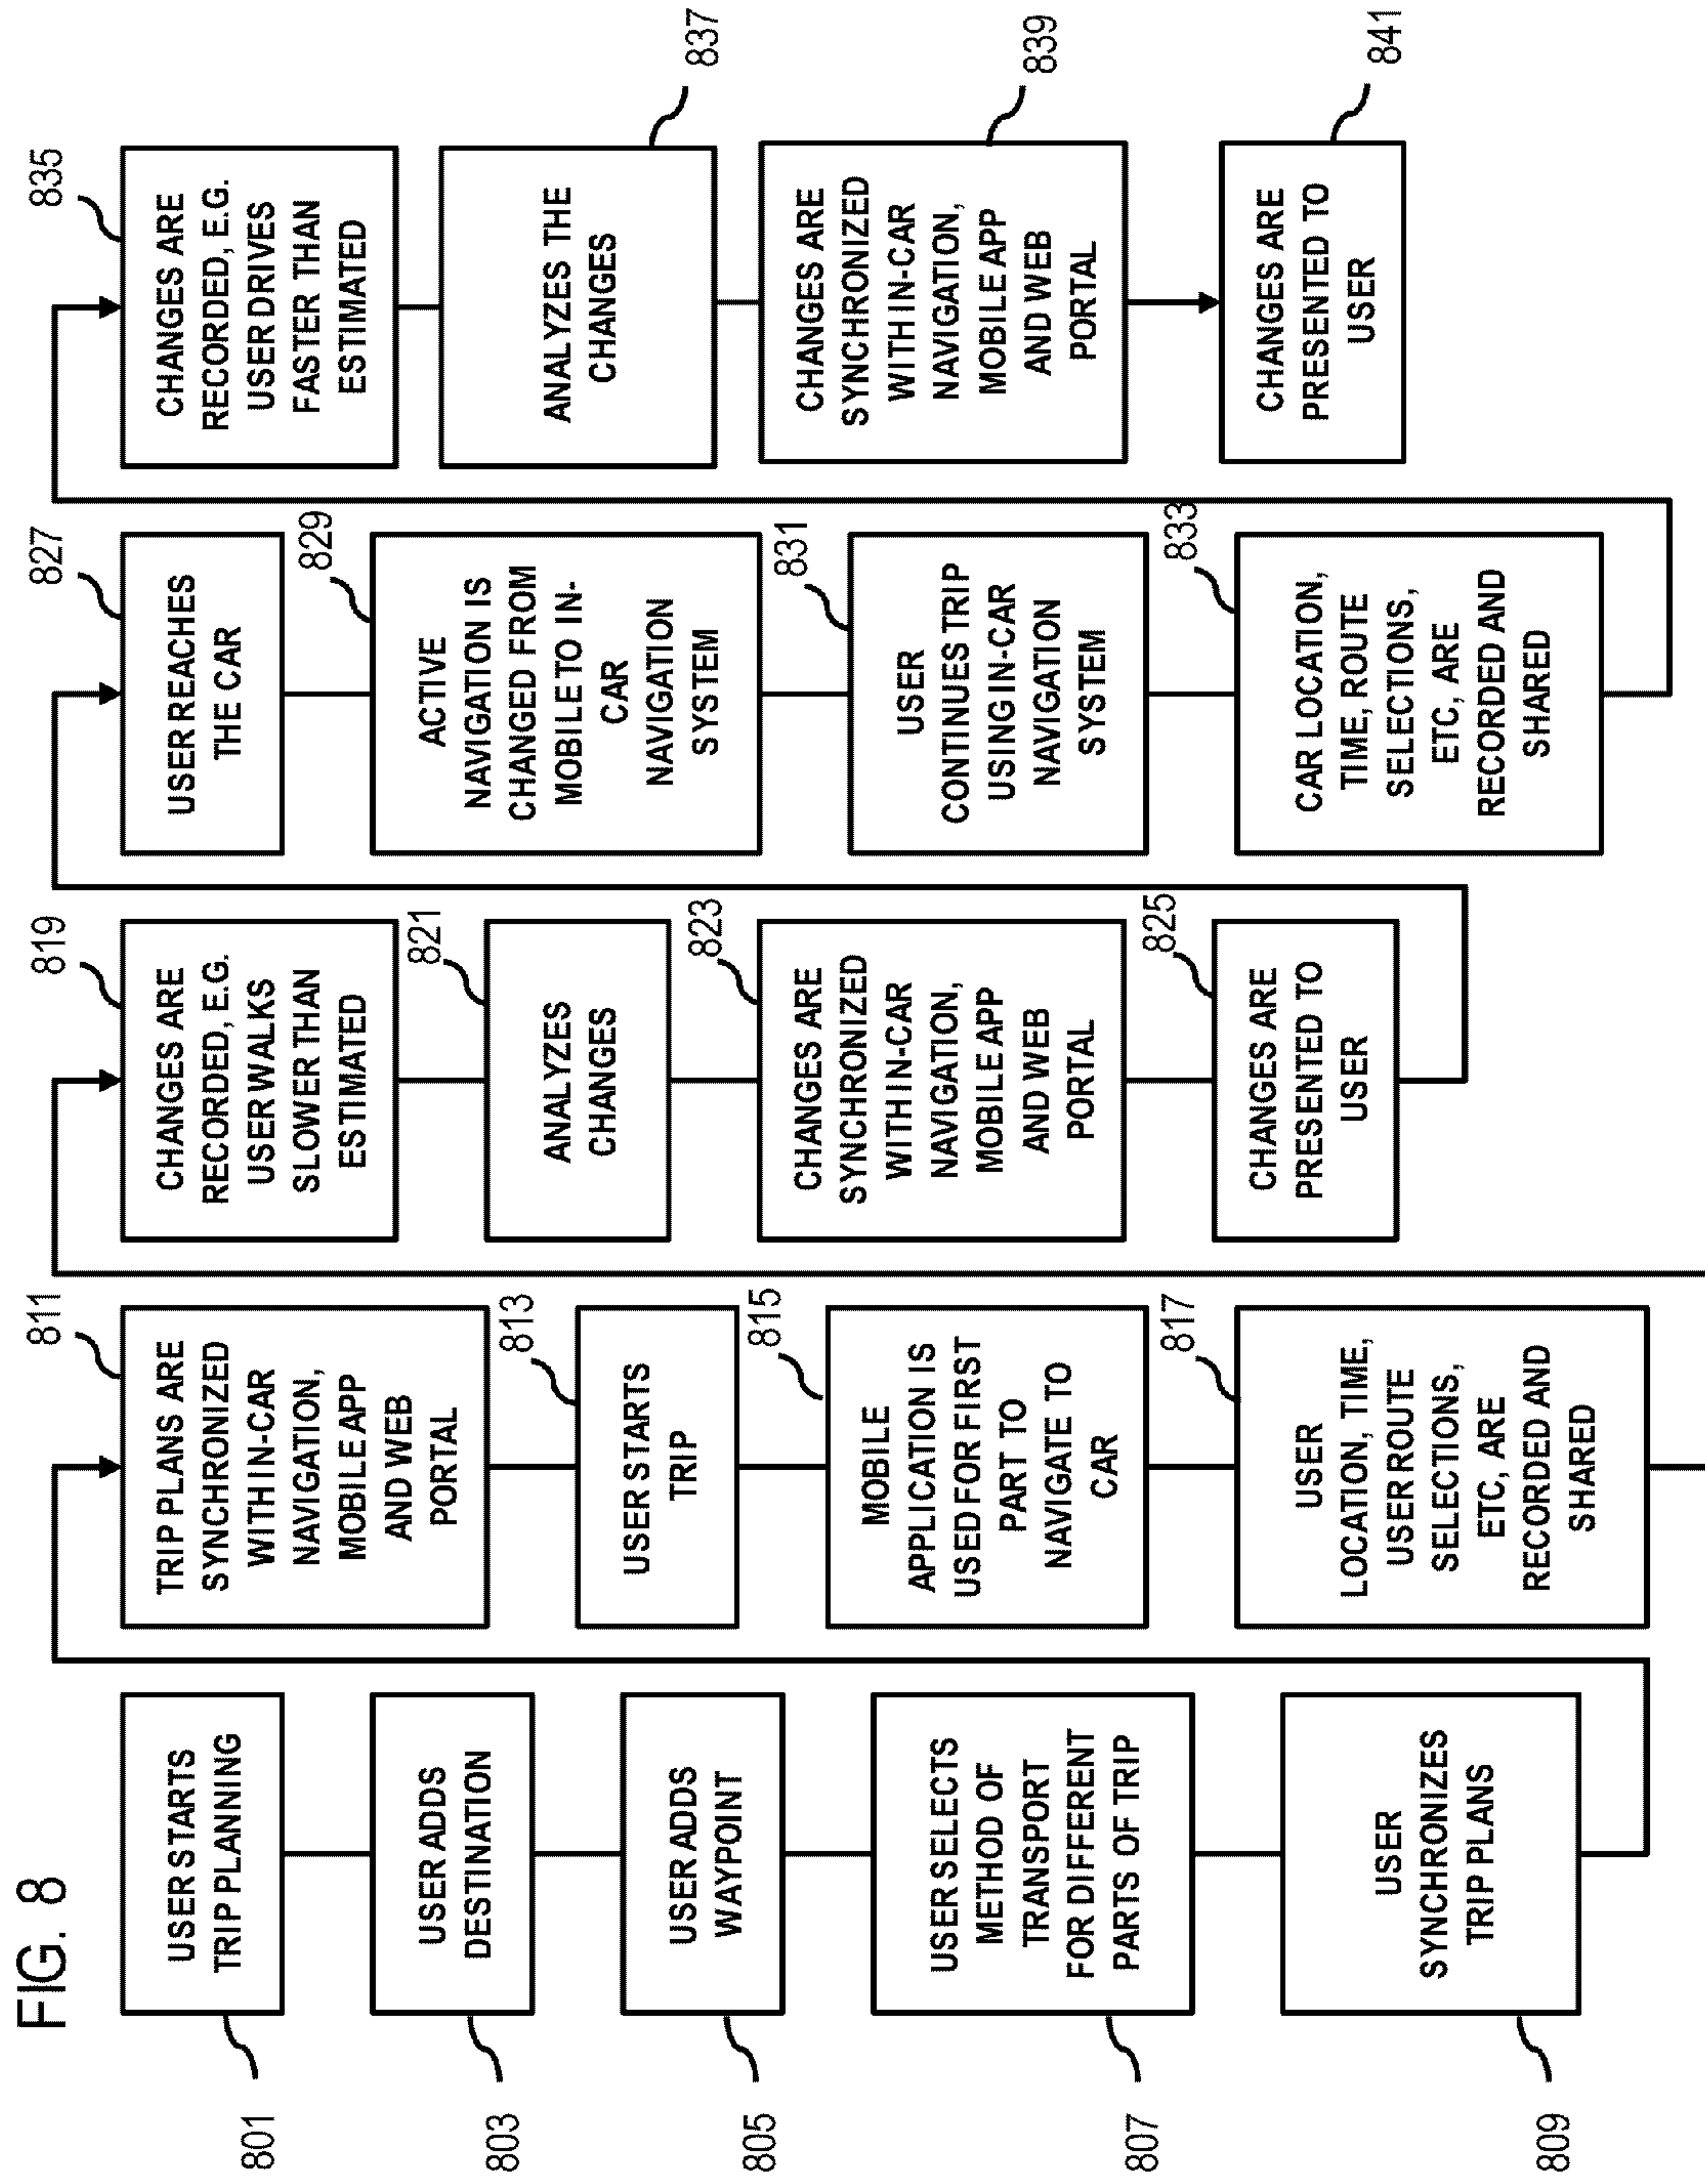 FIG. 8
801
USER STARTS
TRIP PLANNING
803
USER ADDS
DESTINATION
805
USER ADDS
WAYPOINT
807
USER SELECTS
METHOD OF
TRANSPORT
FOR DIFFERENT
PARTS OF TRIP
809
USER
SYNCHRONIZES
TRIP PLANS
811
TRIP PLANS ARE
SYNCHRONIZED
WITH IN-CAR
NAVIGATION,
MOBILE APP
AND WEB
PORTAL
813
USER STARTS
TRIP
815
MOBILE
APPLICATION IS
USED FOR FIRST
PART TO
NAVIGATE TO
CAR
817
USER
LOCATION, TIME,
USER ROUTE
SELECTIONS,
ETC, ARE
RECORDED AND
SHARED
819
CHANGES ARE
RECORDED, E.G.
USER WALKS
SLOWER THAN
ESTIMATED
821
ANALYZES
CHANGES
823
CHANGES ARE
SYNCHRONIZED
WITH IN-CAR
NAVIGATION,
MOBILE APP
AND WEB
PORTAL
825
CHANGES ARE
PRESENTED TO
USER
827
USER REACHES
THE CAR
829
ACTIVE
NAVIGATION IS
CHANGED FROM
MOBILE TO IN-
CAR
NAVIGATION
SYSTEM
831
USER
CONTINUES TRIP
USING IN-CAR
NAVIGATION
SYSTEM
833
CAR LOCATION,
TIME, ROUTE
SELECTIONS,
ETC, ARE
RECORDED AND
SHARED
835
CHANGES ARE
RECORDED, E.G.
USER DRIVES
FASTER THAN
ESTIMATED
837
ANALYZES THE
CHANGES
839
CHANGES ARE
SYNCHRONIZED
WITH IN-CAR
NAVIGATION,
MOBILE APP
AND WEB
PORTAL
841
CHANGES ARE
PRESENTED TO
USER